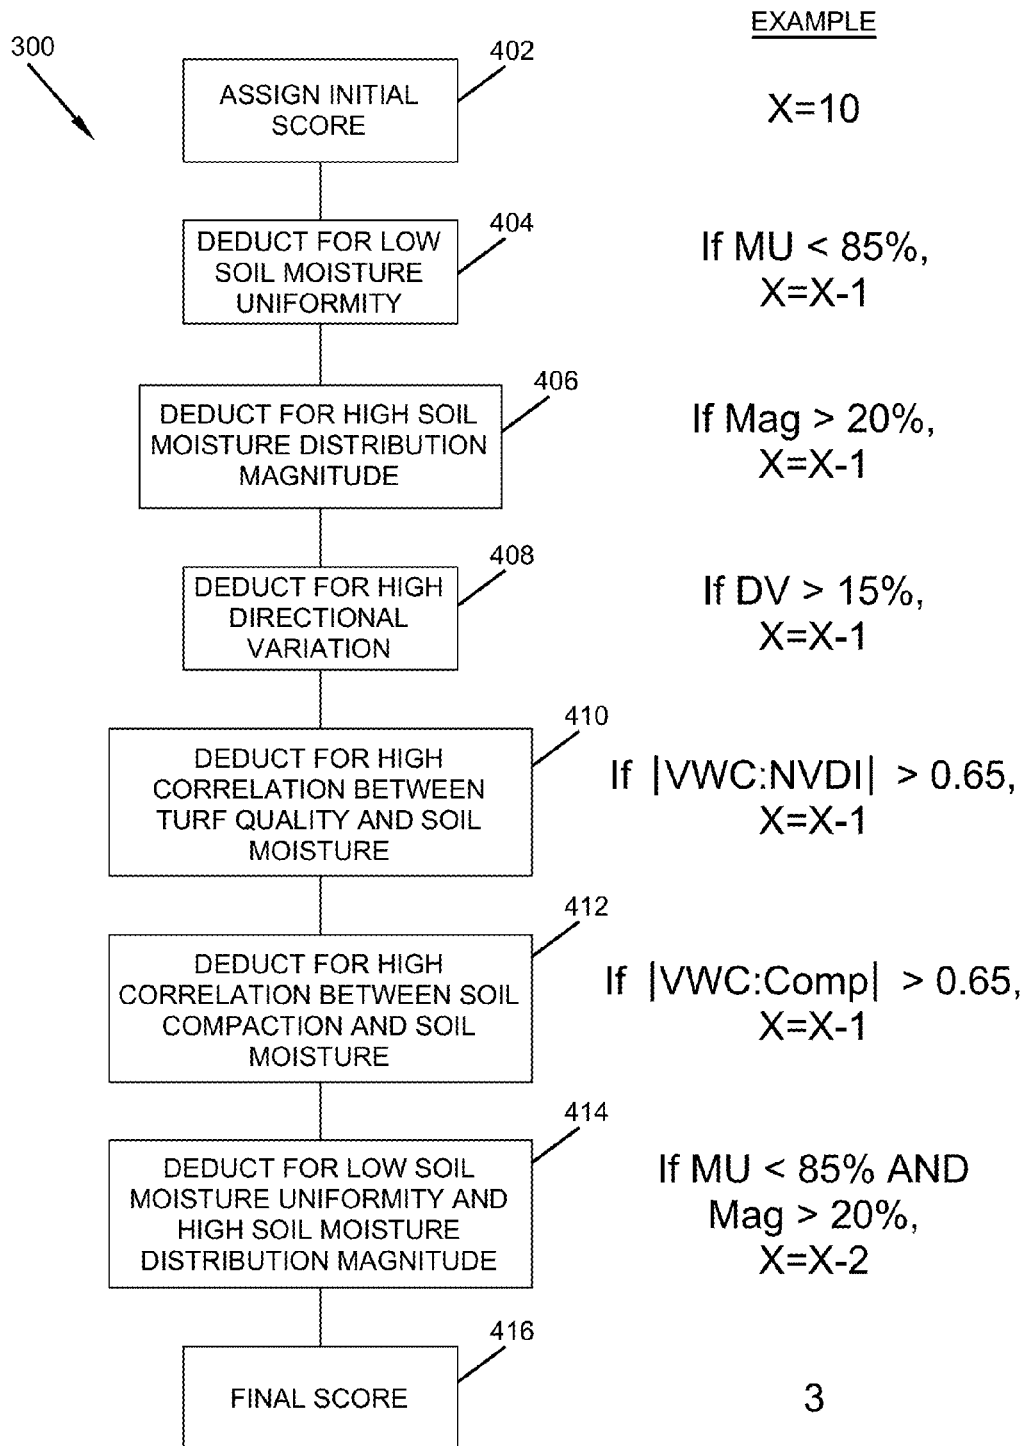 EXAMPLE
300
402
ASSIGN INITIAL
SCORE
X=10
404
DEDUCT FOR LOW
SOIL MOISTURE
UNIFORMITY
If MU < 85%,
X=X-1
406
DEDUCT FOR HIGH SOIL
MOISTURE DISTRIBUTION
MAGNITUDE
If Mag > 20%,
X=X-1
408
DEDUCT FOR HIGH
DIRECTIONAL
VARIATION
If DV > 15%,
X=X-1
410
DEDUCT FOR HIGH
CORRELATION BETWEEN
TURF QUALITY AND SOIL
MOISTURE
If |VWC:NVDI| > 0.65,
X=X-1
412
DEDUCT FOR HIGH
CORRELATION BETWEEN SOIL
COMPACTION AND SOIL
MOISTURE
If |VWC:Comp| > 0.65,
X=X-1
414
DEDUCT FOR LOW SOIL
MOISTURE UNIFORMITY AND
HIGH SOIL MOISTURE
DISTRIBUTION MAGNITUDE
If MU < 85% AND
Mag > 20%,
X=X-2
416
FINAL SCORE
3